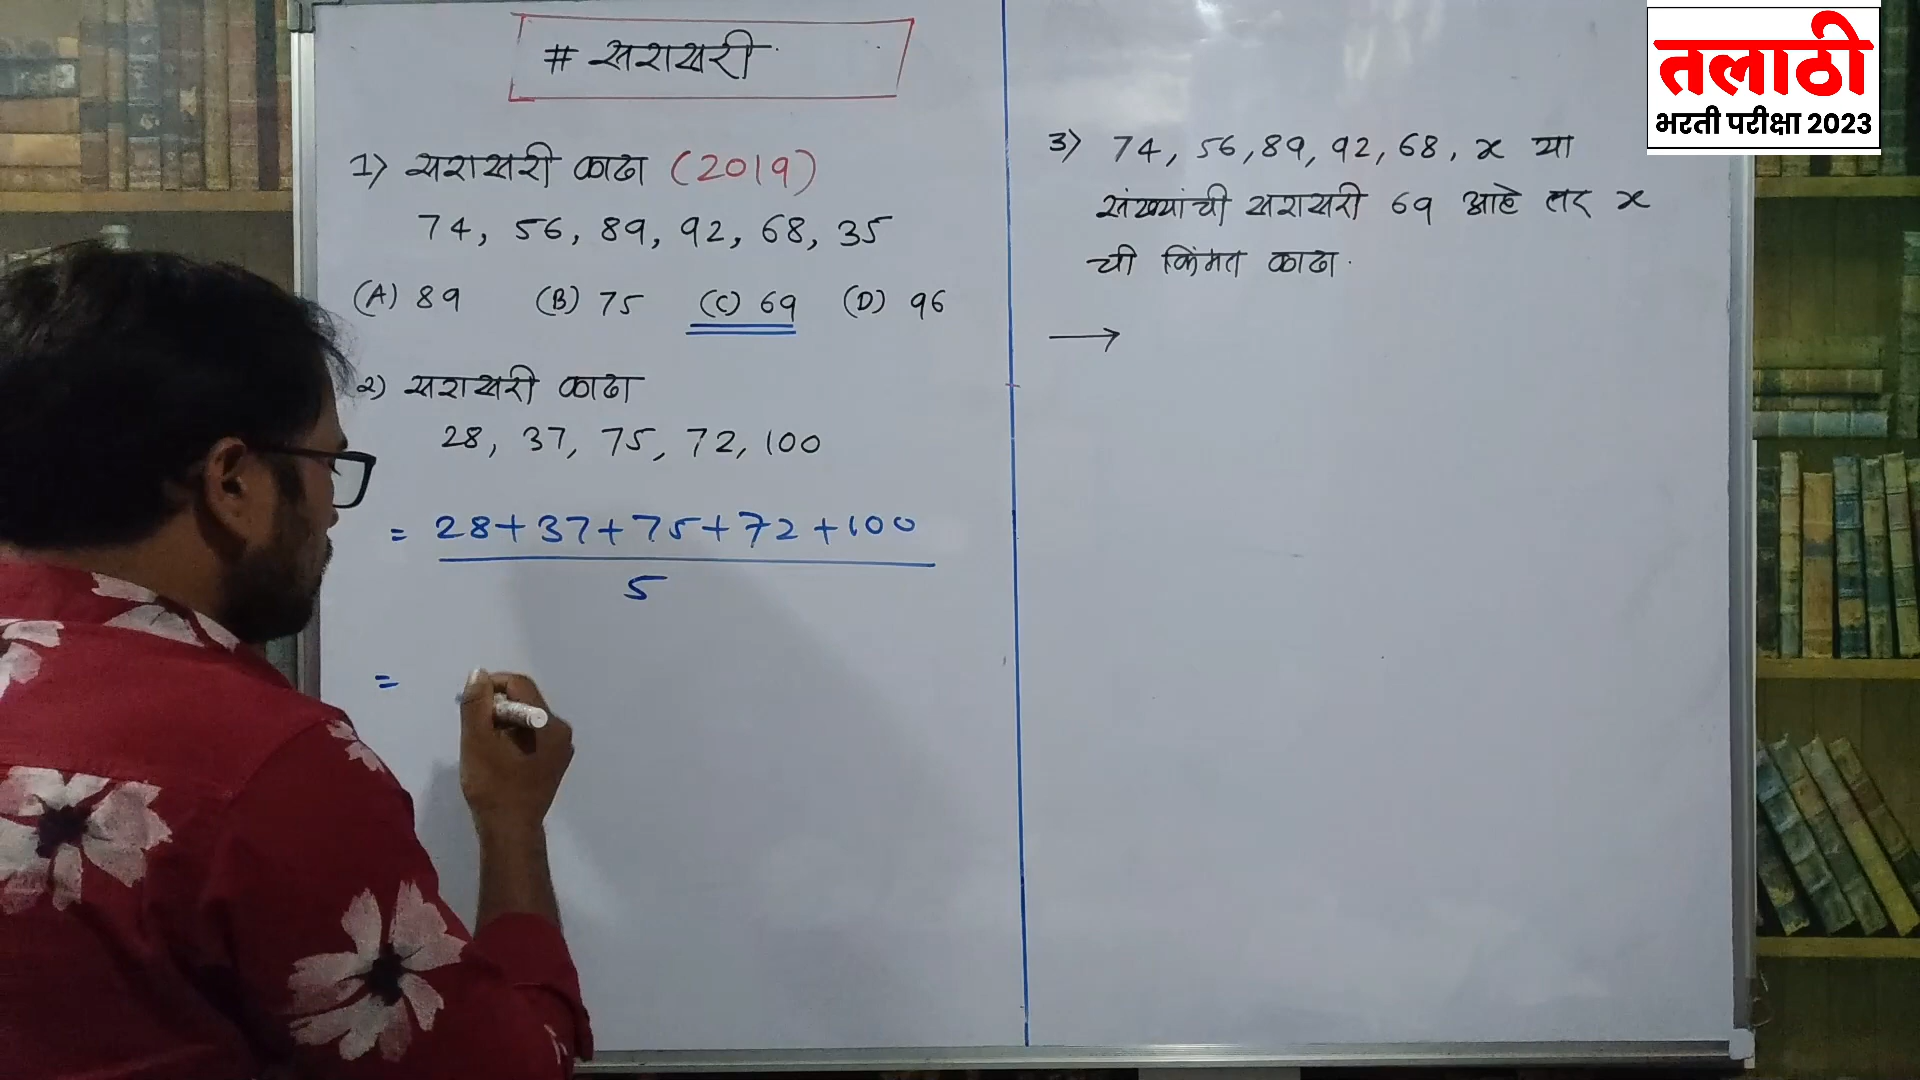 # सरासरी
1) सरासरी काढा (2019)
74, 56, 89, 92, 68, 35
(A) 89 (B) 75 (C) 69 (D) 96
२) सरासरी काढा
28, 37, 75, 72, 100
= 28+37+75+72+100
5
=
3) 74, 56, 89, 92, 68, x या
संख्यांची सरासरी 69 आहे तर x
ची किंमत काढा.
→
तलाठी
भरती परीक्षा 2023